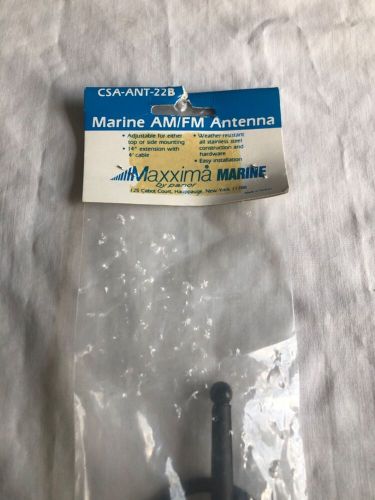 CSA-ANT-22B
Marine AM/FM Antenna
• Adjustable for either top or side mounting
• 14" extension with 4" cable
• Weather-resistant all stainless steel construction and hardware
• Easy installation
Maxxima MARINE
by panor
125 Cabot Court, Hauppauge, New York 11788